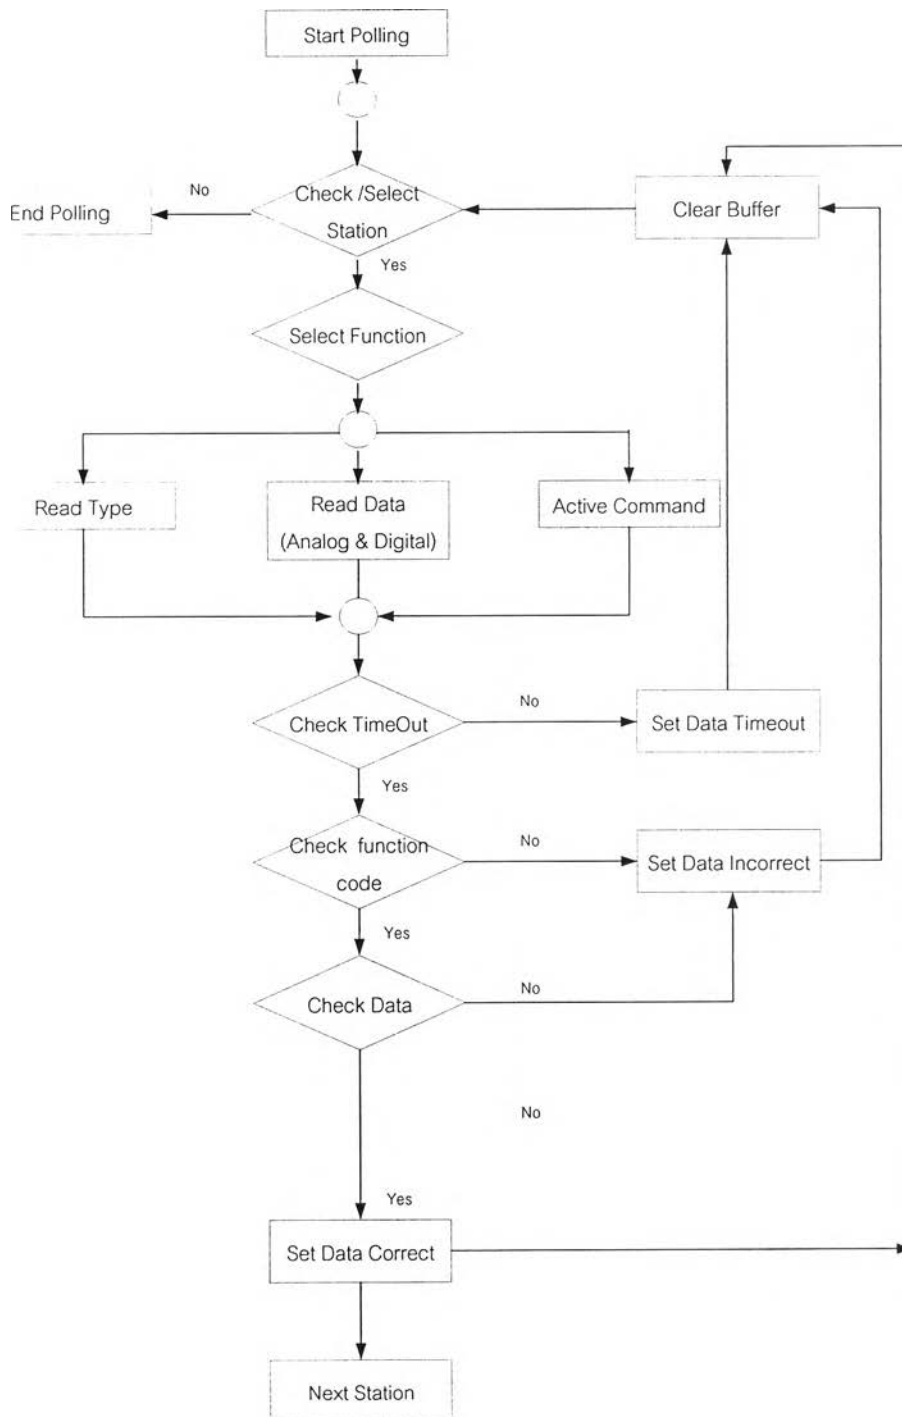 Start Polling
No
Check /Select
Station
End Polling
Clear Buffer
Yes
Select Function
Read Type
Read Data
(Analog & Digital)
Active Command
Check TimeOut
No
Set Data Timeout
Yes
Check function
code
No
Set Data Incorrect
Yes
Check Data
No
No
Yes
Set Data Correct
Next Station